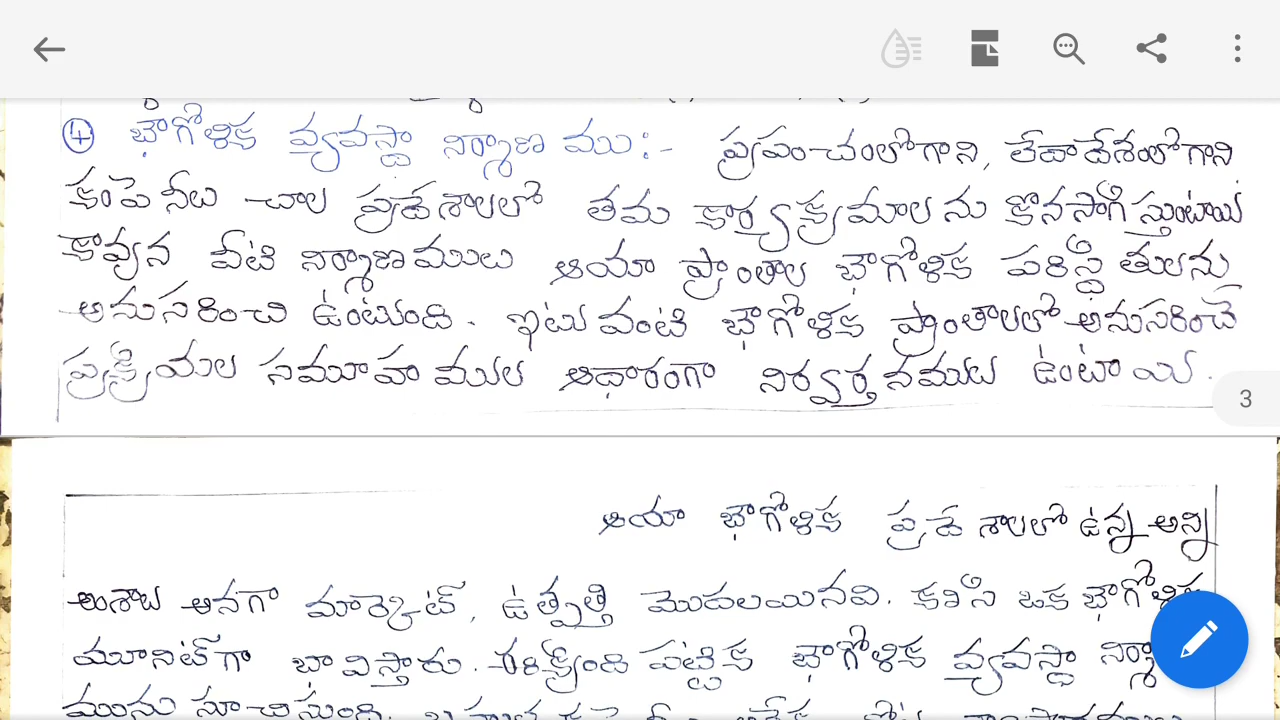 ④ భౌగోళిక వ్యవస్థా నిర్మాణ ము:- ప్రపంచంలోగాని, లేదా దేశంలోగాని
కంపెనీలు చాల ప్రదేశాలలో తమ కార్యక్రమాలను కొనసాగిస్తుంటాయి
కావున వీటి నిర్మాణములు ఆయా ప్రాంతాల భౌగోళిక పరిస్థి తులను
అనుసరించి ఉంటుంది. ఇటు వంటి భౌగోళిక ప్రాంతాలలో అనుసరించే
ప్రక్రియల సమూహముల ఆధారంగా నిర్వర్తనములు ఉంటాయి.
3
ఆయా భౌగోళిక ప్రదే శాలలో ఉన్న అన్ని
అంశాలు అనగా మార్కెట్, ఉత్పత్తి మొదలయినవి. కలిసి ఒక
యూనిట్‌గా భావిస్తారు. ఈక్రింది పట్టిక భౌగోళిక వ్యవస్థా
మును సూచిస్తుంది.